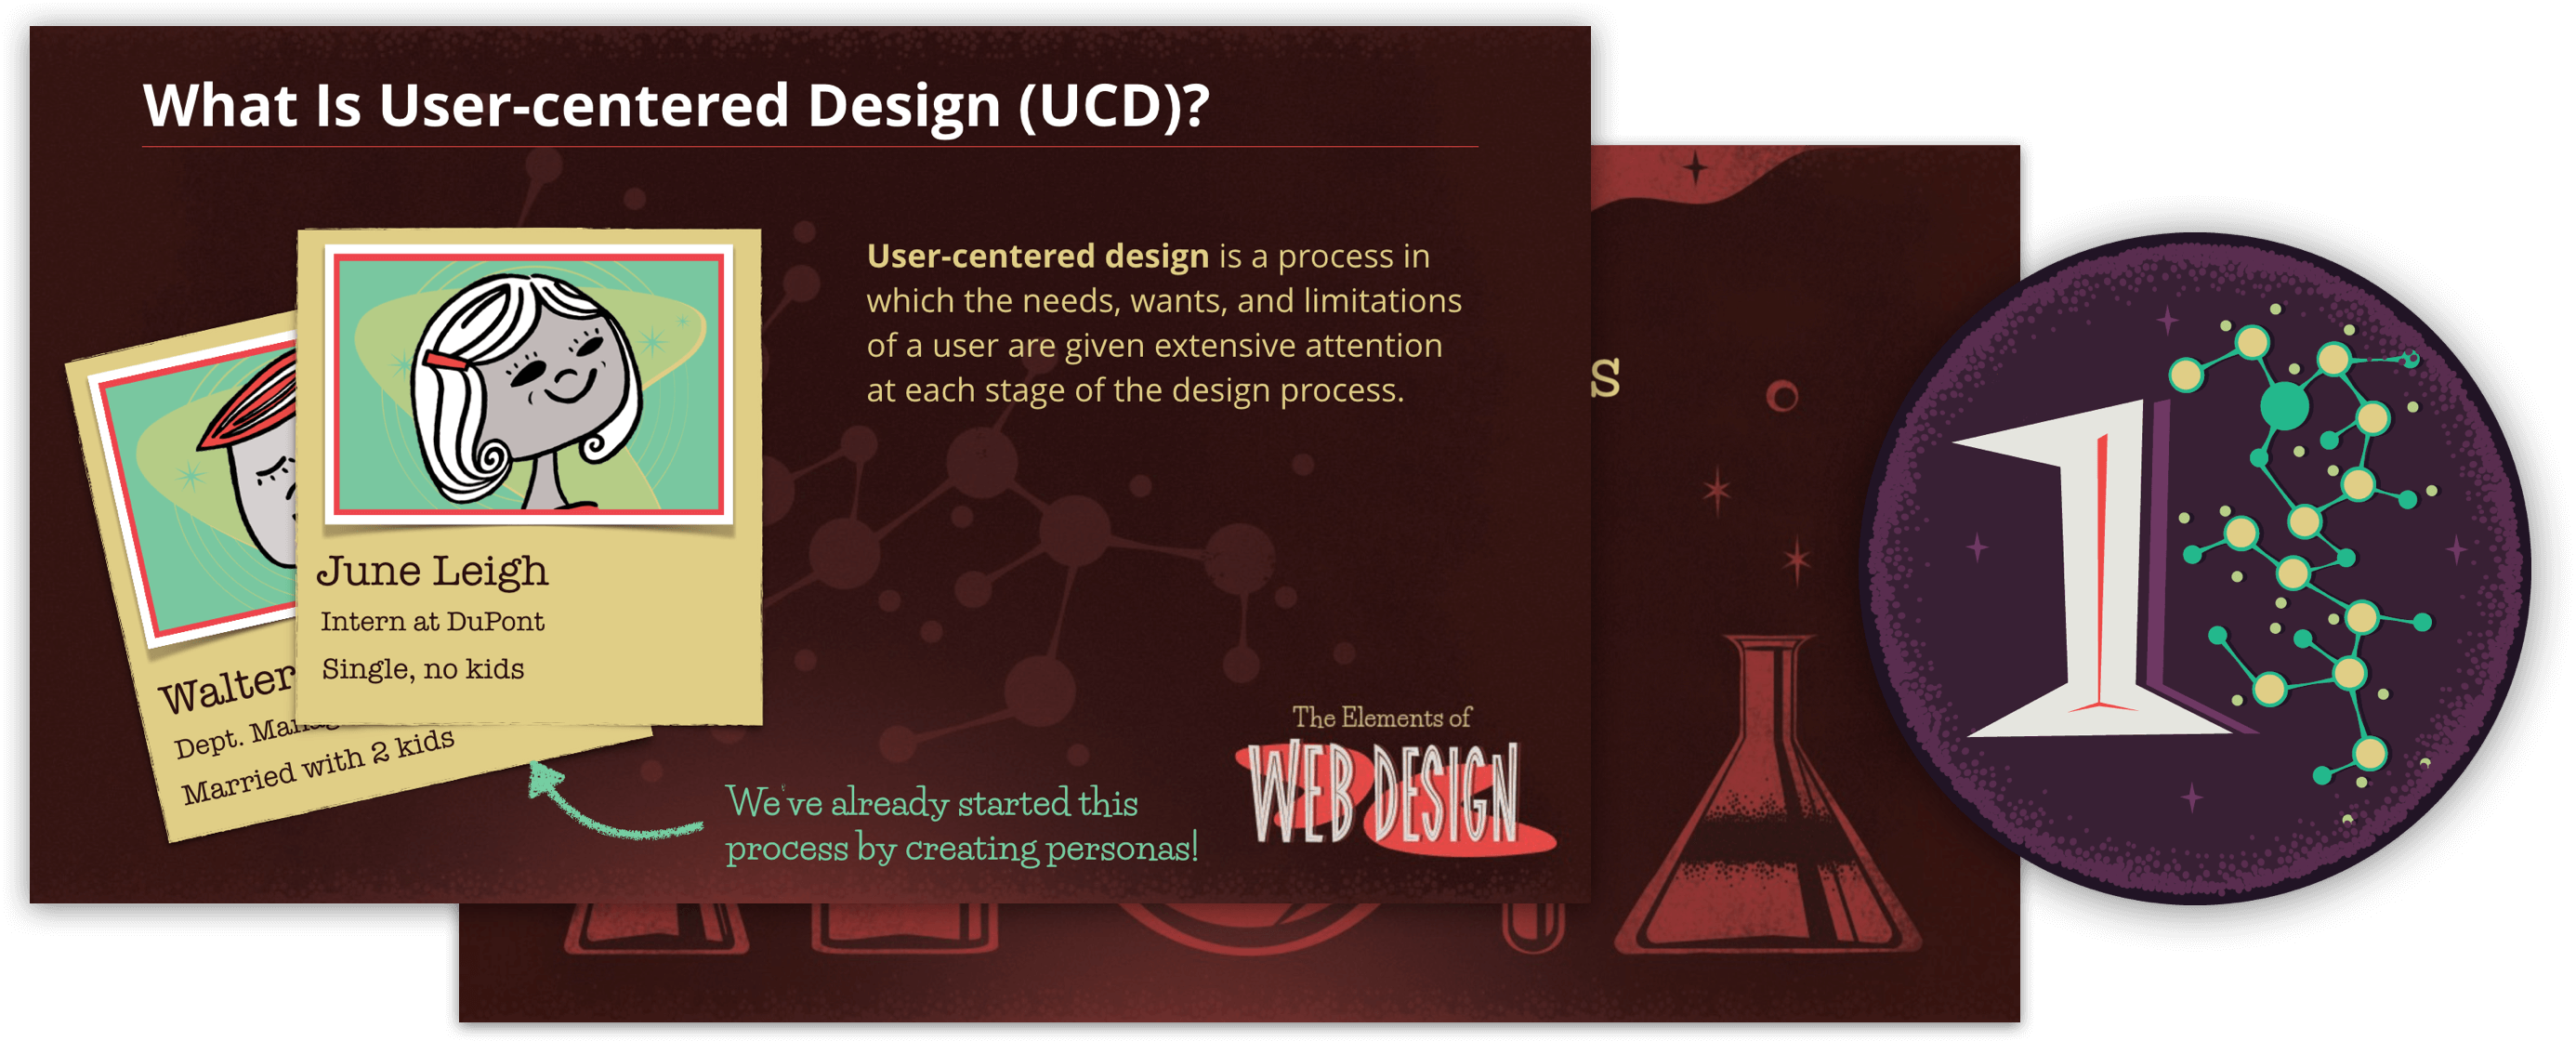 What Is User-centered Design (UCD)?
User-centered design is a process in
which the needs, wants, and limitations
of a user are given extensive attention
at each stage of the design process.
June Leigh
Intern at DuPont
Single, no kids
Walter
Dept.
Married with 2 kids
We've already started this
process by creating personas!
The Elements of
WEB DESIGN
s
1